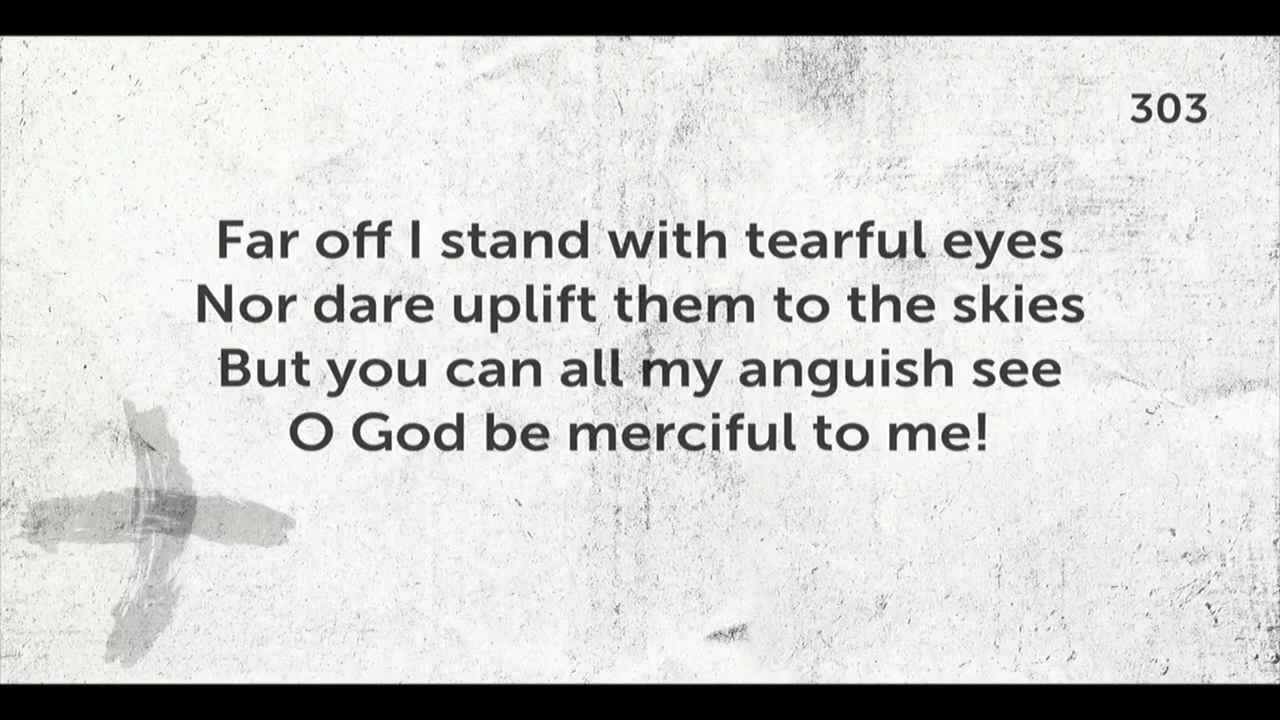 303
Far off I stand with tearful eyes
Nor dare uplift them to the skies
But you can all my anguish see
O God be merciful to me!